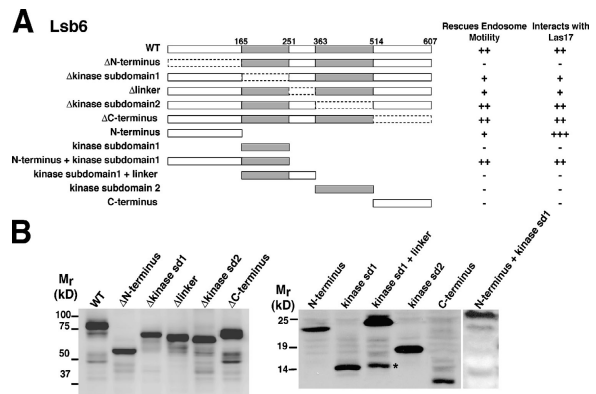 A Lsb6
165 251 363 514 607
Rescues Endosome Motility
Interacts with Las17
WT ++ ++
ΔN-terminus - -
Δkinase subdomain1 + +
Δlinker + +
Δkinase subdomain2 ++ ++
ΔC-terminus ++ ++
N-terminus + +++
kinase subdomain1 - -
N-terminus + kinase subdomain1 ++ ++
kinase subdomain1 + linker - -
kinase subdomain 2 - -
C-terminus - -
B
Mr (kD)
WT
ΔN-terminus
Δkinase sd1
Δlinker
Δkinase sd2
ΔC-terminus
100
75
50
37
Mr (kD)
N-terminus
kinase sd1
kinase sd1 + linker
kinase sd2
C-terminus
N-terminus + kinase sd1
25
19
14
*